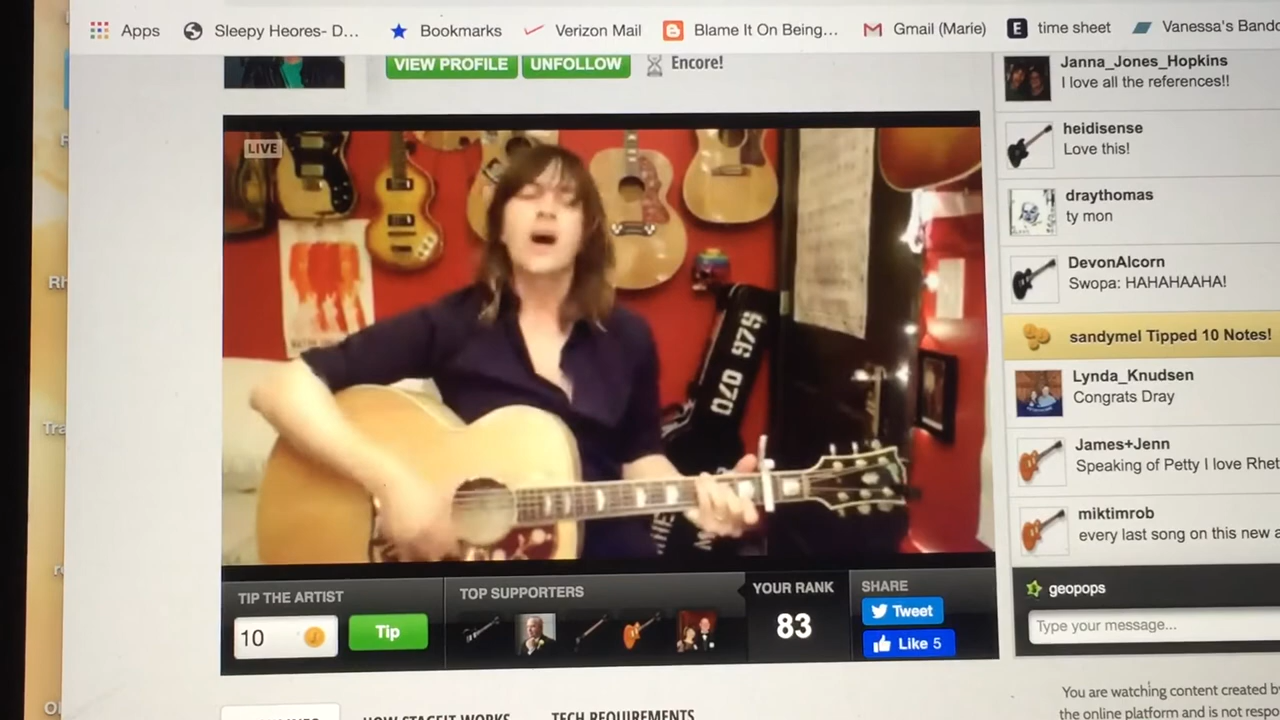 Apps
Sleepy Heores- D...
Bookmarks
Verizon Mail
Blame It On Being...
Gmail (Marie)
E
time sheet
Vanessa's Bando
VIEW PROFILE
UNFOLLOW
Encore!
LIVE
OLD 97S
Janna_Jones_Hopkins
I love all the references!!
heidisense
Love this!
draythomas
ty mon
DevonAlcorn
Swopa: HAHAHAAHA!
sandymel Tipped 10 Notes!
Lynda_Knudsen
Congrats Dray
James+Jenn
Speaking of Petty I love Rhet
miktimrob
every last song on this new a
geopops
Type your message...
TIP THE ARTIST
10
Tip
TOP SUPPORTERS
YOUR RANK
83
SHARE
Tweet
Like 5
HOW STAGEIT WORKS
TECH REQUIREMENTS
You are watching content created b
the online platform and is not respo